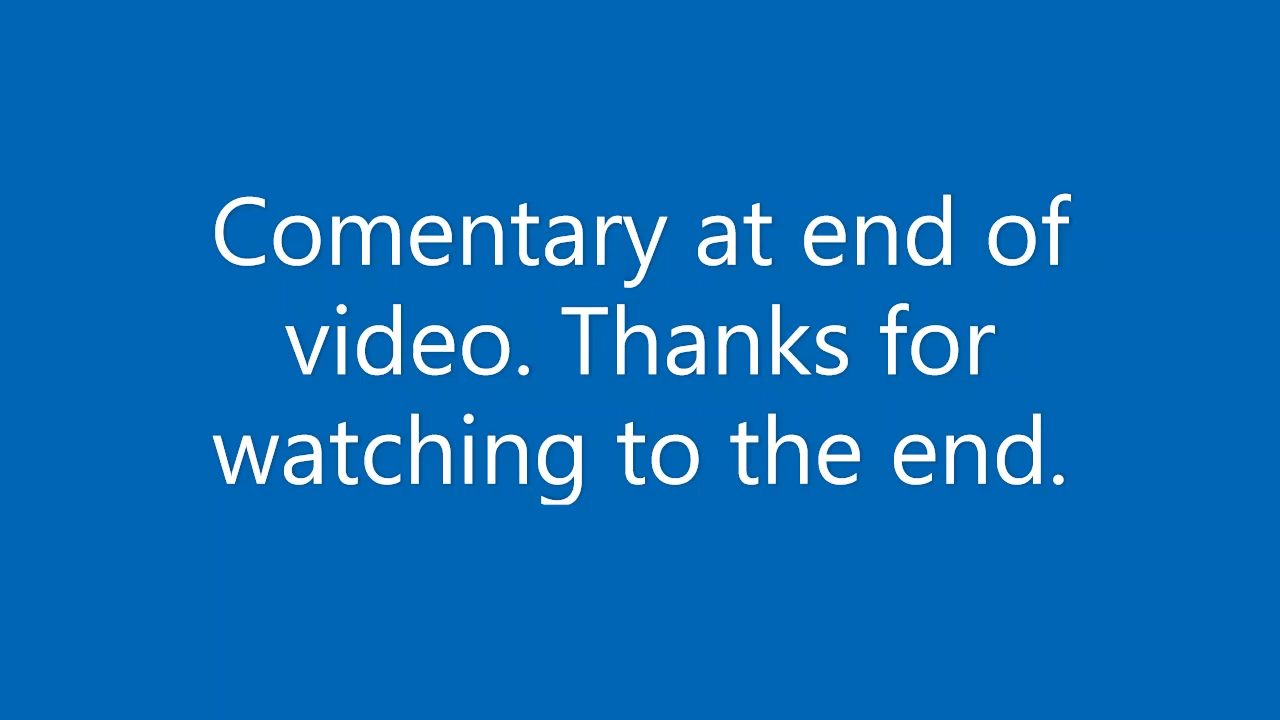 Comentary at end of
video. Thanks for
watching to the end.